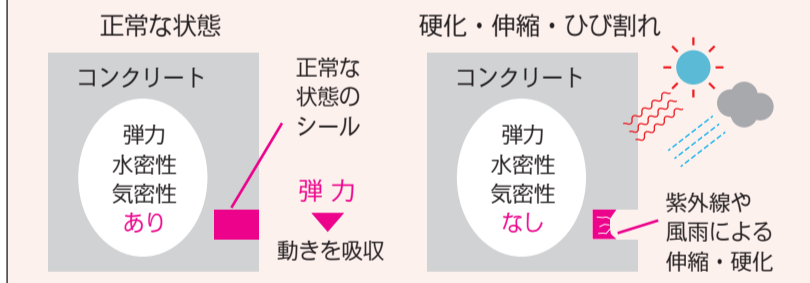 正常な状態
コンクリート
弾力
水密性
気密性
あり
正常な
状態の
シール
弾力
動きを吸収
硬化・伸縮・ひび割れ
コンクリート
弾力
水密性
気密性
なし
紫外線や
風雨による
伸縮・硬化